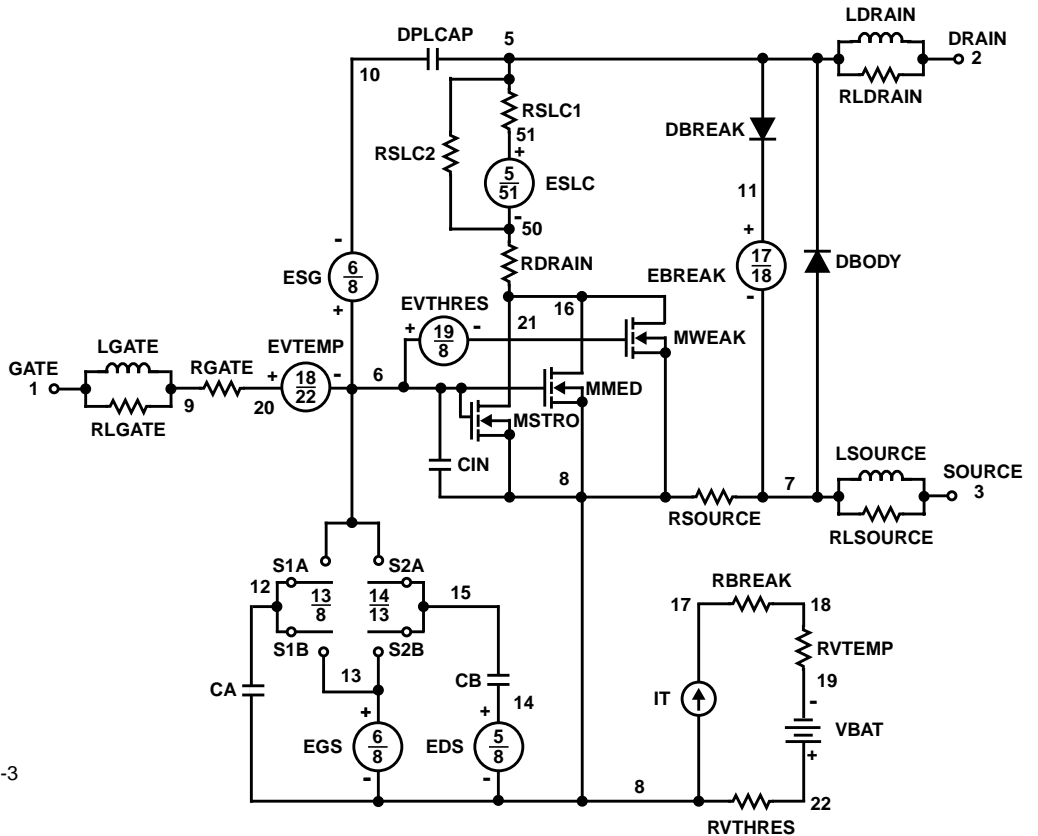 LDRAIN
DPLCAP 5 DRAIN
2
10
RLDRAIN
RSLC1
51
DBREAK
RSLC2
+
5
51
ESLC
11
-
50
-
+
RDRAIN
17
18
EBREAK
DBODY
6
8
ESG
-
EVTHRES
16
+
+ 19
8
-
21
MWEAK
LGATE
EVTEMP
GATE
1
RGATE
+ 18
22
-
6
MMED
9
20
RLGATE
MSTRO
LSOURCE
CIN
8
7
SOURCE
3
RSOURCE
RLSOURCE
S1A
S2A
12
13
8
14
13
15
RBREAK
17
18
S1B
S2B
RVTEMP
13
CB
19
CA
14
IT
-
+
+
VBAT
EGS
6
8
EDS
5
8
+
-
-
8
22
RVTHRES
-3